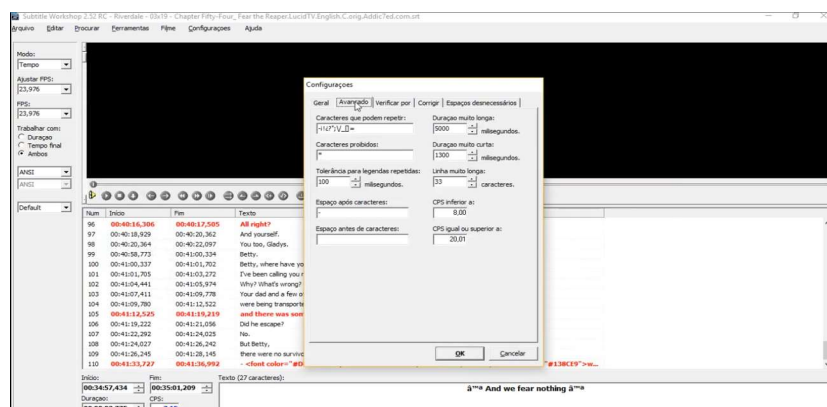 Subtitle Workshop 2.52 RC - Riverdale - 03x19 - Chapter Fifty-Four_ Fear the Reaper.LucidTV.English.C.orig.Addic7ed.com.srt
Arquivo Editar Procurar Ferramentas Filme Configuraçoes Ajuda
Modo:
Tempo
Ajustar FPS:
23,976
FPS:
23,976
Trabalhar com:
Duraçao
Tempo final
Ambos
ANSI
ANSI
Default
Configuraçoes
Geral Avançado Verificar por Corrigir Espaços desnecessários
Caracteres que podem repetir:
Duraçao muito longa:
5000 milisegundos.
Caracteres proibidos:
*
Duraçao muito curta:
1300 milisegundos.
Tolerância para legendas repetidas:
100 milisegundos.
Linha muito longa:
33 caracteres.
Espaço após caracteres:
-
CPS inferior a:
8,00
Espaço antes de caracteres:
CPS igual ou superior a:
20,01
OK Cancelar
Num Início Fim Texto
96 00:40:16,306 00:40:17,505 All right?
97 00:40:18,929 00:40:20,362 And yourself.
98 00:40:20,364 00:40:22,097 You too, Gladys.
99 00:40:58,773 00:41:00,334 Betty.
100 00:41:00,337 00:41:01,702 Betty, where have yo
101 00:41:01,705 00:41:03,272 I've been calling you r
102 00:41:04,441 00:41:05,974 Why? What's wrong?
103 00:41:07,411 00:41:09,778 Your dad and a few o
104 00:41:09,780 00:41:12,522 were being transporte
105 00:41:12,525 00:41:19,219 and there was som
106 00:41:19,222 00:41:21,056 Did he escape?
107 00:41:22,292 00:41:24,025 No.
108 00:41:24,027 00:41:26,242 But Betty,
109 00:41:26,245 00:41:28,145 there were no survivo
110 00:41:33,727 00:41:36,992 - <font color="#D "#138CE9">w...
Início: Fim: Texto (27 caracteres):
00:34:57,434 00:35:01,209
â™ª And we fear nothing â™ª
Duraçao: CPS: